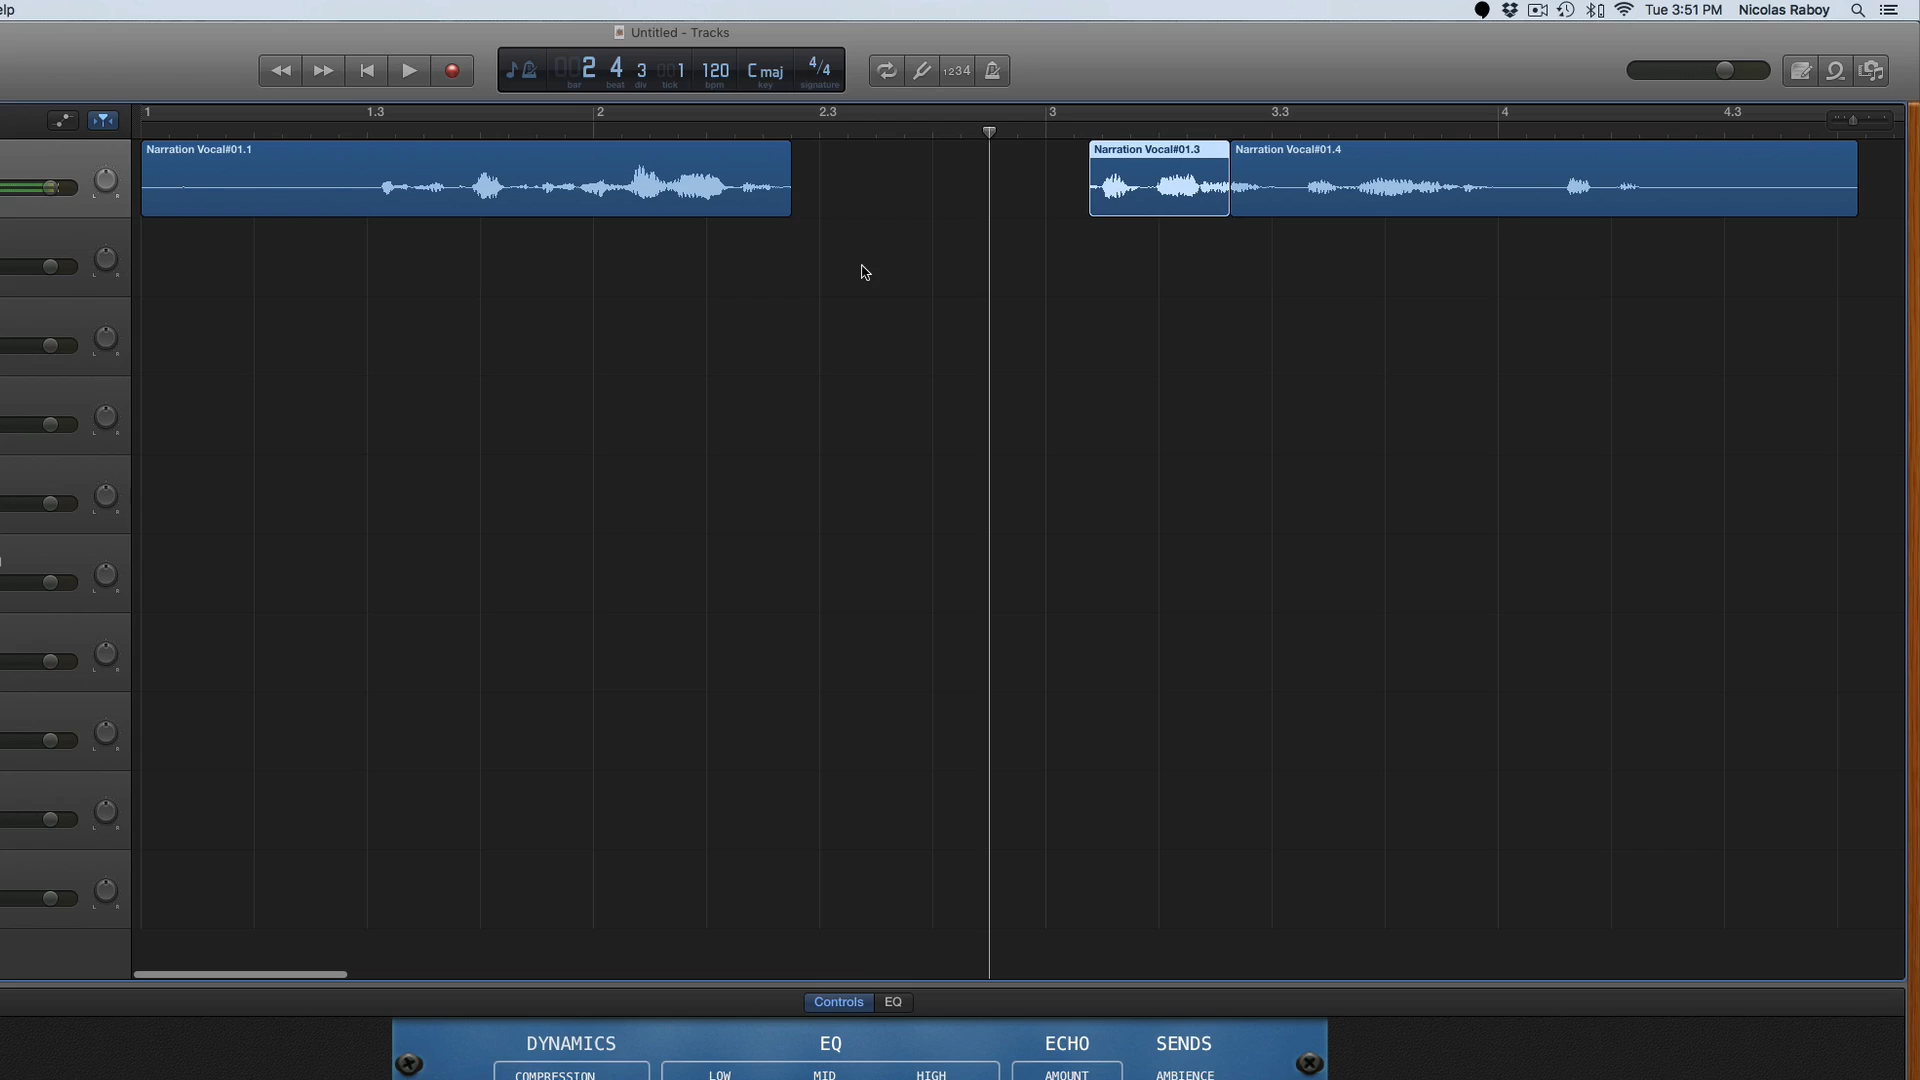 elp
Tue 3:51 PM Nicolas Raboy
Untitled - Tracks
2 4 3 1 120 C maj 4/4
bar beat div tick bpm key signature
1234
1 1.3 2 2.3 3 3.3 4 4.3
Narration Vocal#01.1 Narration Vocal#01.3 Narration Vocal#01.4
L R
L R
L R
L R
L R
L R
L R
L R
L R
L R
Controls EQ
DYNAMICS EQ ECHO SENDS
COMPRESSION LOW MID HIGH AMOUNT AMBIENCE